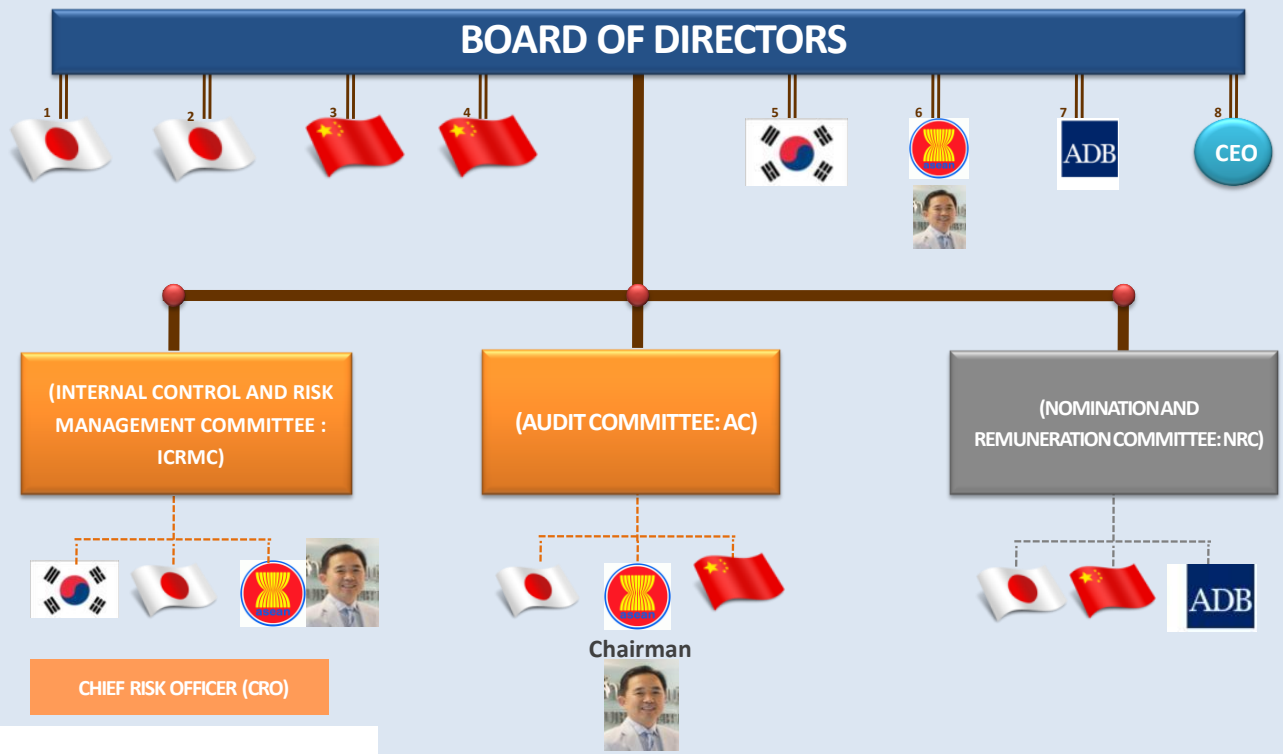 BOARD OF DIRECTORS
1
2
3
4
5
6
7
8
ADB
CEO
(INTERNAL CONTROL AND RISK
MANAGEMENT COMMITTEE :
ICRMC)
(AUDIT COMMITTEE: AC)
(NOMINATION AND
REMUNERATION COMMITTEE: NRC)
ADB
Chairman
CHIEF RISK OFFICER (CRO)